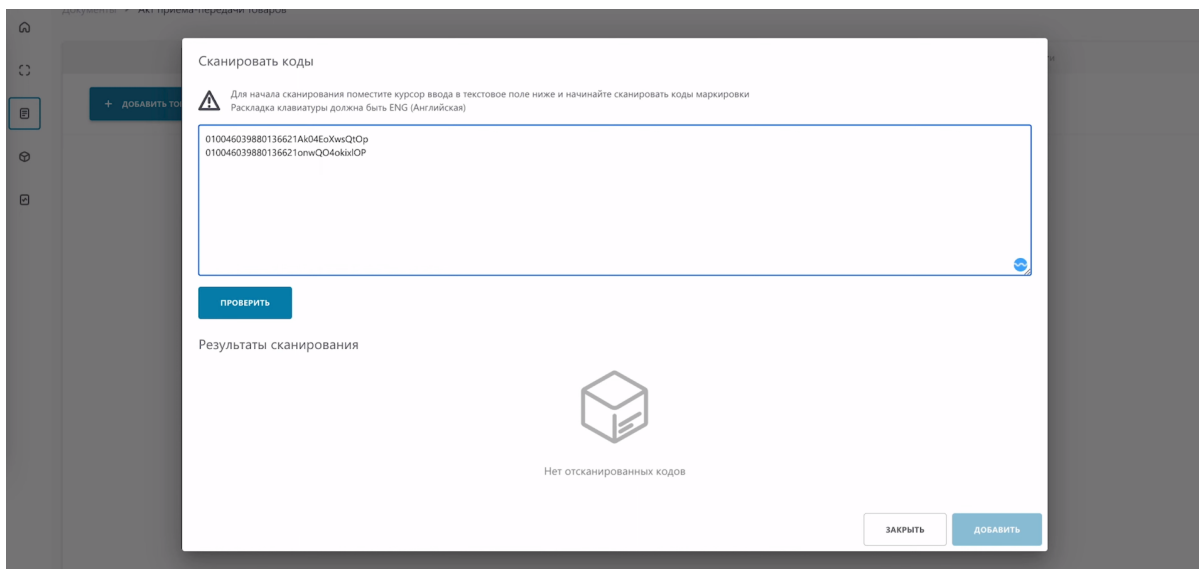 Документы > Акт приема-передачи товаров
Сканировать коды
Для начала сканирования поместите курсор ввода в текстовое поле ниже и начинайте сканировать коды маркировки
Раскладка клавиатуры должна быть ENG (Английская)
+ ДОБАВИТЬ ТО
010046039880136621Ak04EoXwsQtOp
010046039880136621onwQO4okixlOP
ПРОВЕРИТЬ
Результаты сканирования
Нет отсканированных кодов
ЗАКРЫТЬ
ДОБАВИТЬ